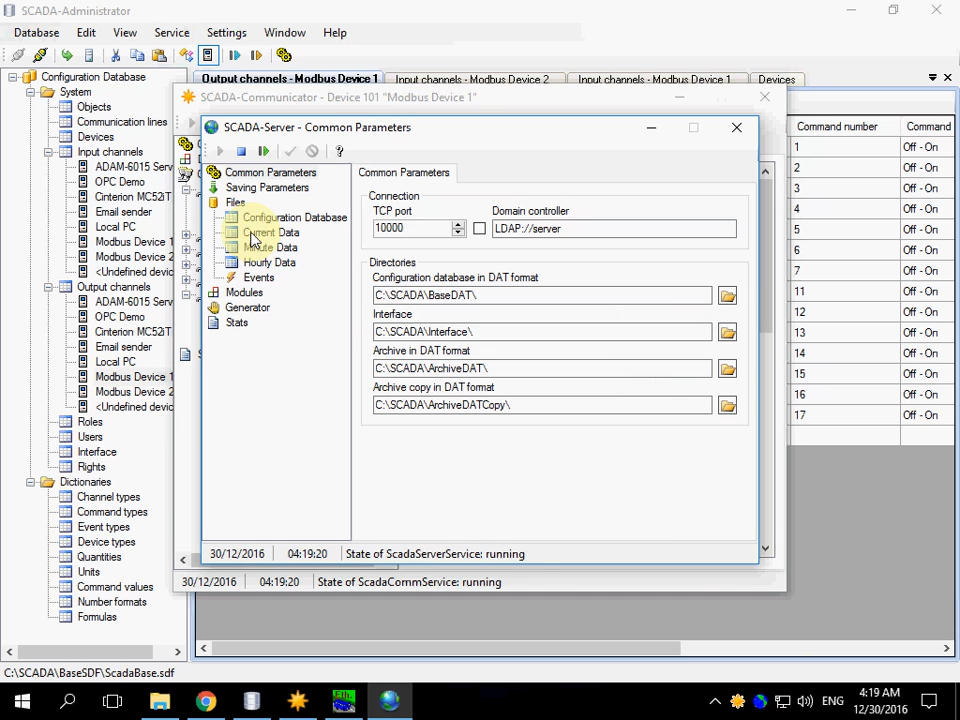 SCADA-Administrator
Database Edit View Service Settings Window Help
Configuration Database
System
Objects
Communication lines
Devices
Input channels
ADAM-6015 Serv
OPC Demo
Cinterion MC52iT
Email sender
Local PC
Modbus Device 1
Modbus Device 2
<Undefined devic
Output channels
ADAM-6015 Serv
OPC Demo
Cinterion MC52iT
Email sender
Local PC
Modbus Device 1
Modbus Device 2
<Undefined devic
Roles
Users
Interface
Rights
Dictionaries
Channel types
Command types
Event types
Device types
Quantities
Units
Command values
Number formats
Formulas
C:\SCADA\BaseSDF\ScadaBase.sdf
Output channels - Modbus Device 1 Input channels - Modbus Device 2 Input channels - Modbus Device 1 Devices
Command number Command
1 Off - On
2 Off - On
3 Off - On
4 Off - On
5 Off - On
6 Off - On
7 Off - On
11 Off - On
12 Off - On
13 Off - On
14 Off - On
15 Off - On
16 Off - On
17 Off - On
SCADA-Communicator - Device 101 "Modbus Device 1"
30/12/2016 04:19:20 State of ScadaCommService: running
SCADA-Server - Common Parameters
Common Parameters
Saving Parameters
Files
Configuration Database
Current Data
Minute Data
Hourly Data
Events
Modules
Generator
Stats
Common Parameters
Connection
TCP port Domain controller
10000 LDAP://server
Directories
Configuration database in DAT format
C:\SCADA\BaseDAT\
Interface
C:\SCADA\Interface\
Archive in DAT format
C:\SCADA\ArchiveDAT\
Archive copy in DAT format
C:\SCADA\ArchiveDATCopy\
30/12/2016 04:19:20 State of ScadaServerService: running
ENG
4:19 AM
12/30/2016